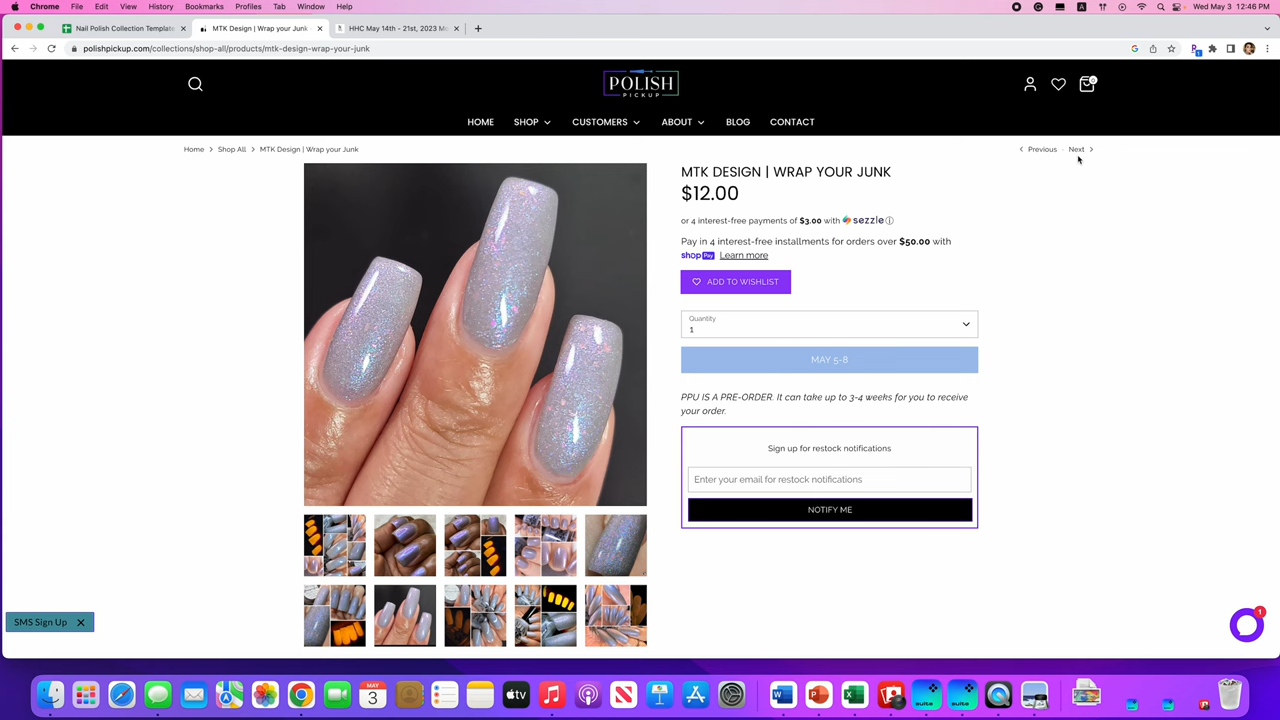 Chrome File Edit View History Bookmarks Profiles Tab Window Help Wed May 3 12:46 PM
Nail Polish Collection Template MTK Design | Wrap your Junk HHC May 14th - 21st, 2023 M
polishpickup.com/collections/shop-all/products/mtk-design-wrap-your-junk
POLISH
PICKUP
0
HOME SHOP CUSTOMERS ABOUT BLOG CONTACT
Home > Shop All > MTK Design | Wrap your Junk
< Previous · Next >
MTK DESIGN | WRAP YOUR JUNK
$12.00
or 4 interest-free payments of $3.00 with sezzle
Pay in 4 interest-free installments for orders over $50.00 with
shop Pay Learn more
ADD TO WISHLIST
Quantity
1
MAY 5-8
PPU IS A PRE-ORDER. It can take up to 3-4 weeks for you to receive
your order.
Sign up for restock notifications
Enter your email for restock notifications
NOTIFY ME
SMS Sign Up
1
MAY
3